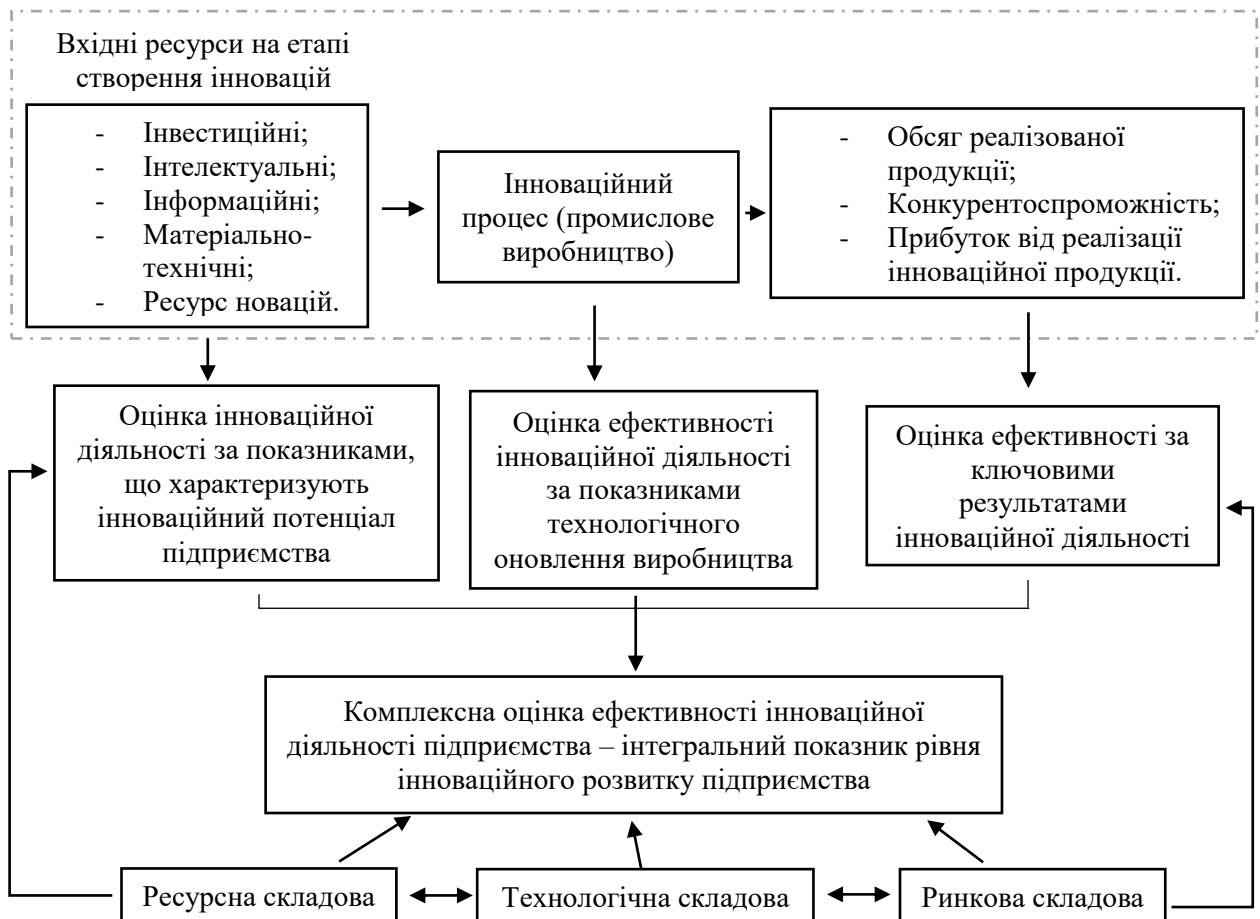 Вхідні ресурси на етапі
створення інновацій
- Інвестиційні;
- Інтелектуальні;
- Інформаційні;
- Матеріально-
технічні;
- Ресурс новацій.
Інноваційний
процес (промислове
виробництво)
- Обсяг реалізованої
продукції;
- Конкурентоспроможність;
- Прибуток від реалізації
інноваційної продукції.
Оцінка інноваційної
діяльності за показниками,
що характеризують
інноваційний потенціал
підприємства
Оцінка ефективності
інноваційної діяльності
за показниками
технологічного
оновлення виробництва
Оцінка ефективності за
ключовими
результатами
інноваційної діяльності
Комплексна оцінка ефективності інноваційної
діяльності підприємства – інтегральний показник рівня
інноваційного розвитку підприємства
Ресурсна складова
Технологічна складова
Ринкова складова